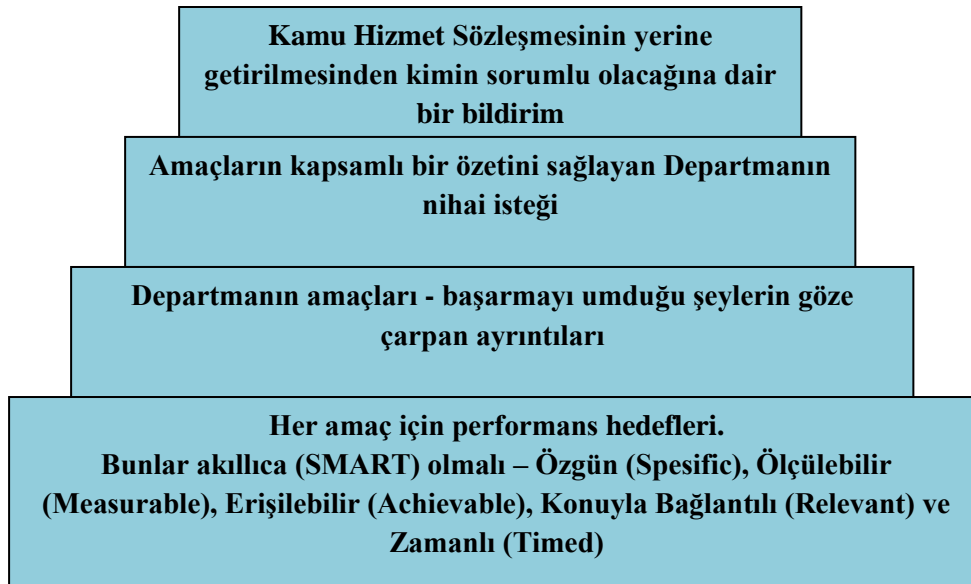 Kamu Hizmet Sözleşmesinin yerine
getirilmesinden kimin sorumlu olacağına dair
bir bildirim
Amaçların kapsamlı bir özetini sağlayan Departmanın
nihai isteği
Departmanın amaçları - başarmayı umduğu şeylerin göze
çarpan ayrıntıları
Her amaç için performans hedefleri.
Bunlar akıllıca (SMART) olmalı – Özgün (Spesific), Ölçülebilir
(Measurable), Erişilebilir (Achievable), Konuyla Bağlantılı (Relevant) ve
Zamanlı (Timed)